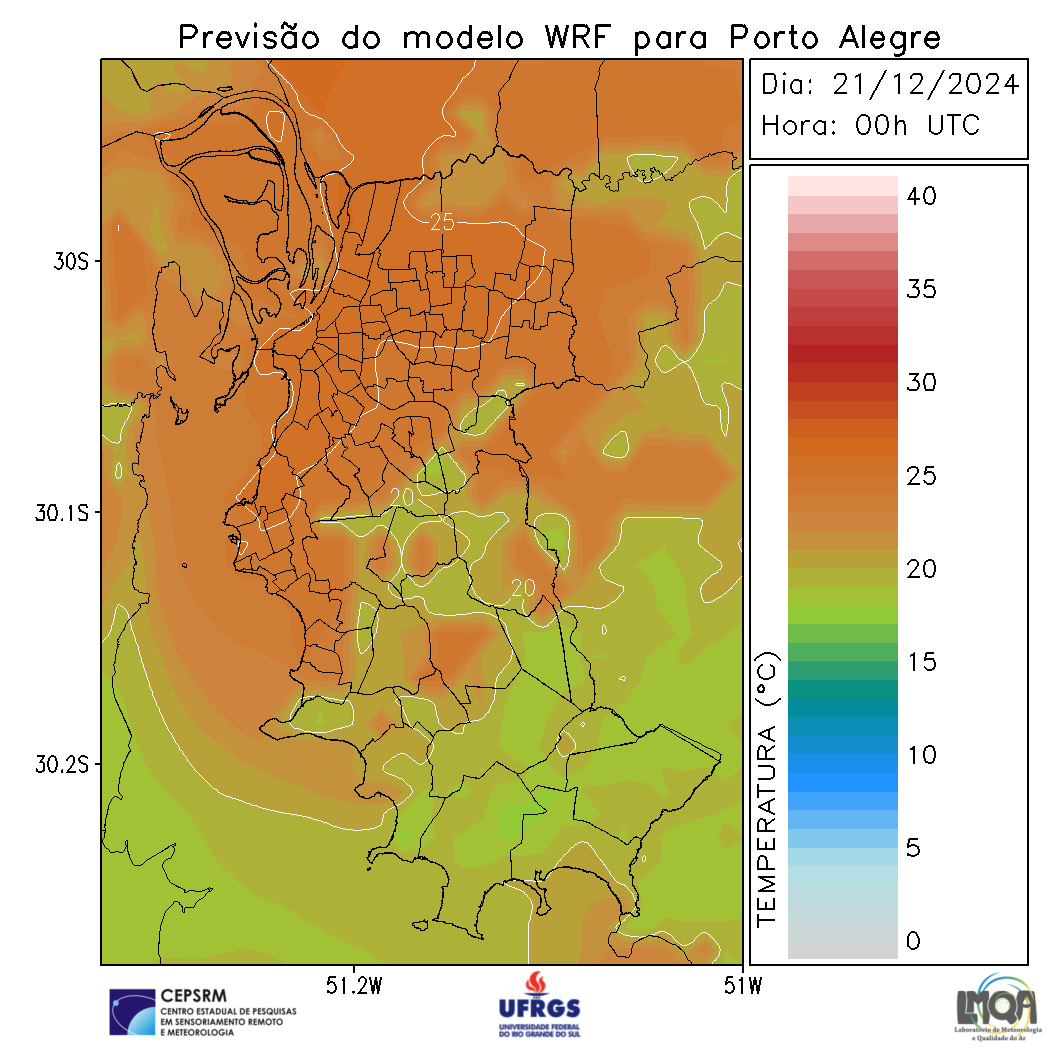 Previsão do modelo WRF para Porto Alegre
Dia: 21/12/2024
Hora: 00h UTC
40
35
30
25
20
15
10
5
0
TEMPERATURA (°C)
25
20
20
30S
30.1S
30.2S
51.2W
51W
CEPSRM
CENTRO ESTADUAL DE PESQUISAS
EM SENSORIAMENTO REMOTO
E METEOROLOGIA
UFRGS
UNIVERSIDADE FEDERAL
DO RIO GRANDE DO SUL
LMQA
Laboratório de Meteorologia
e Qualidade do Ar